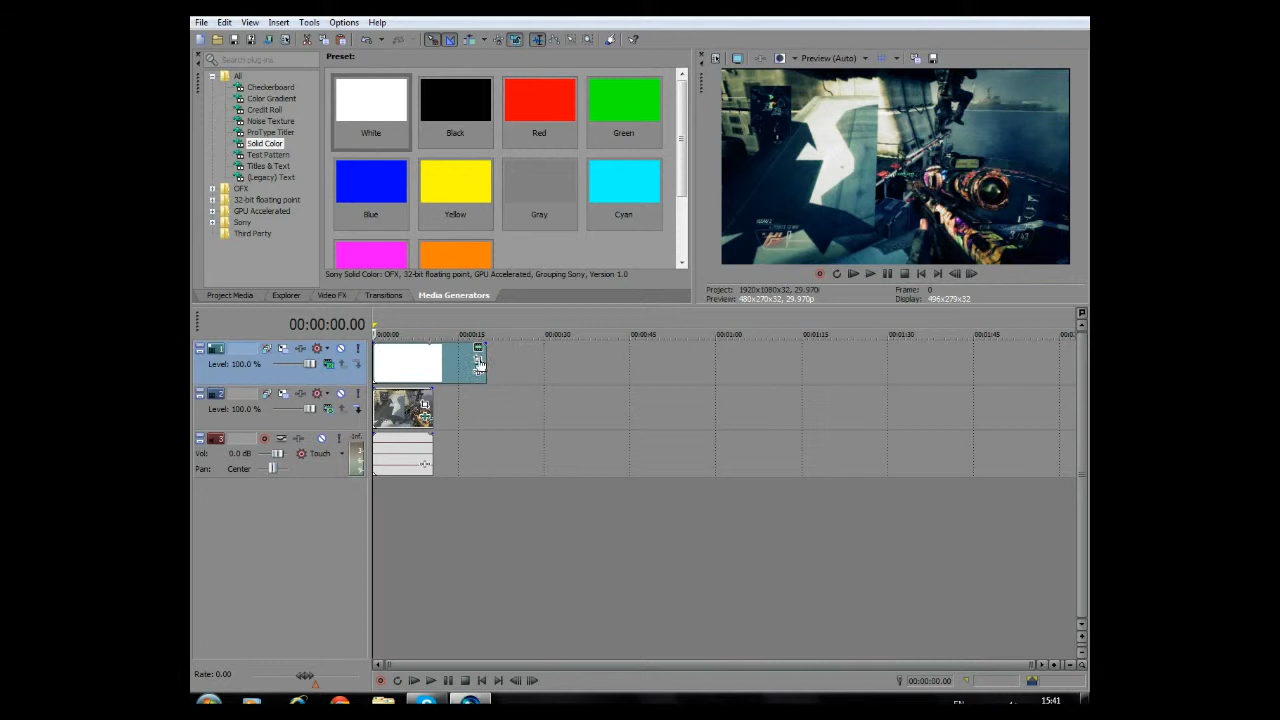 File Edit View Insert Tools Options Help
Search plug-ins
Preset:
Preview (Auto)
All
Checkerboard
Color Gradient
Credit Roll
Noise Texture
ProType Titler
Solid Color
Test Pattern
Titles & Text
(Legacy) Text
OFX
32-bit floating point
GPU Accelerated
Sony
Third Party
White Black Red Green
Blue Yellow Gray Cyan
Sony Solid Color: OFX, 32-bit floating point, GPU Accelerated, Grouping Sony, Version 1.0
Project Media Explorer Video FX Transitions Media Generators
Project: 1920x1080x32, 29.970i
Preview: 480x270x32, 29.970p
Frame: 0
Display: 496x279x32
00:00:00.00
00:00:15 00:00:30 00:00:45 00:01:00 00:01:15 00:01:30 00:01:45
1
Level: 100.0 %
2
Level: 100.0 %
3
Vol: 0.0 dB Touch
Pan: Center
Rate: 0.00
00:00:00.00
15:41